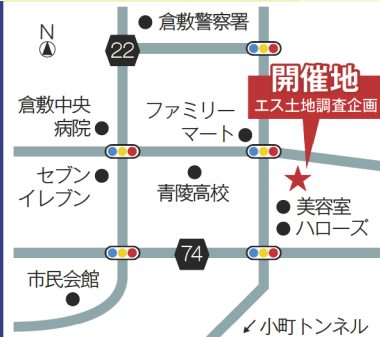 N
倉敷警察署
22
開催地
エス土地調査企画
倉敷中央
病院
ファミリー
マート
セブン
イレブン
青陵高校
美容室
ハローズ
74
市民会館
小町トンネル